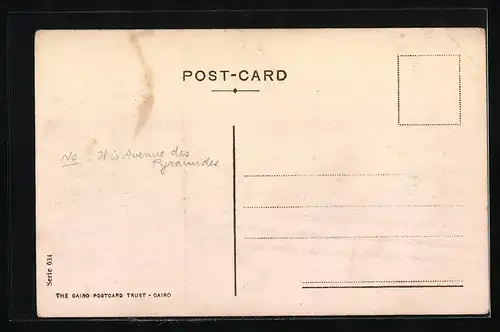 POST-CARD
No 21 is Avenue des
Pyramides
Serie 634
THE CAIRO POSTCARD TRUST - CAIRO